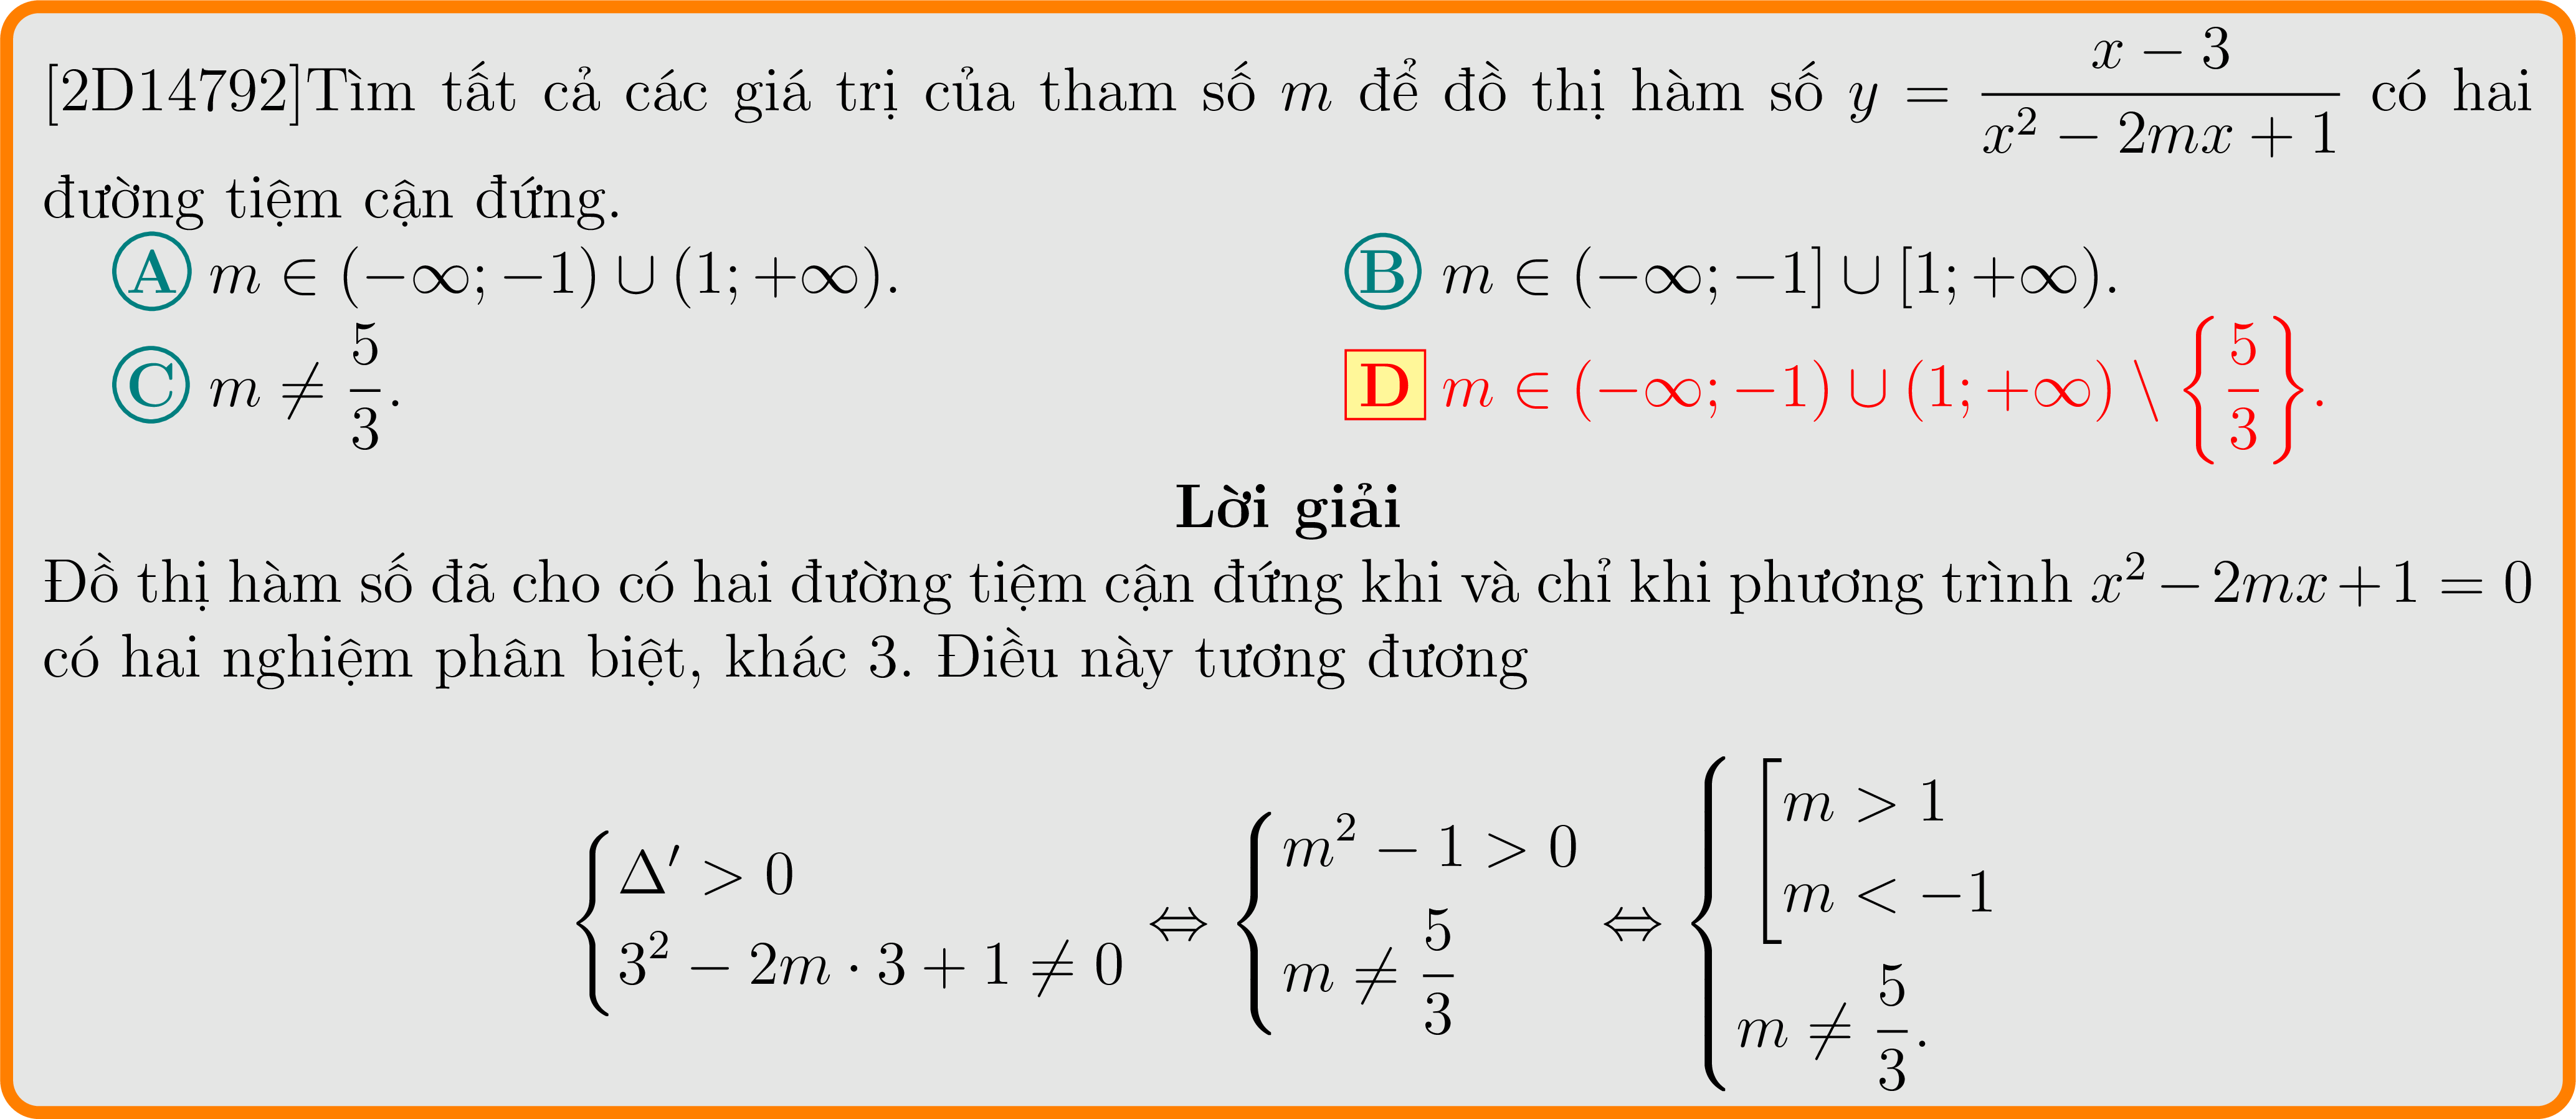 [2D14792]Tìm tất cả các giá trị của tham số $m$ để đồ thị hàm số $y = \dfrac{x-3}{x^2-2mx+1}$ có hai
đường tiệm cận đứng.
A $m \in (-\infty; -1) \cup (1; +\infty)$. B $m \in (-\infty; -1] \cup [1; +\infty)$.
C $m \neq \dfrac{5}{3}$. D $m \in (-\infty; -1) \cup (1; +\infty) \setminus \left\{\dfrac{5}{3}\right\}$.
Lời giải
Đồ thị hàm số đã cho có hai đường tiệm cận đứng khi và chỉ khi phương trình $x^2 - 2mx + 1 = 0$
có hai nghiệm phân biệt, khác 3. Điều này tương đương
$\begin{cases} \Delta' > 0 \\ 3^2 - 2m \cdot 3 + 1 \neq 0 \end{cases} \Leftrightarrow \begin{cases} m^2 - 1 > 0 \\ m \neq \dfrac{5}{3} \end{cases} \Leftrightarrow \begin{cases} \left[\begin{array}{l} m > 1 \\ m < -1 \end{array}\right. \\ m \neq \dfrac{5}{3}. \end{cases}$